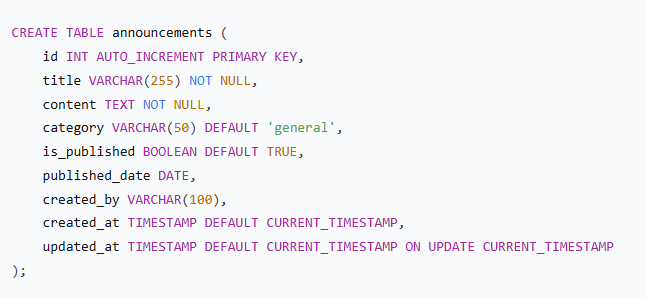 CREATE TABLE announcements (
    id INT AUTO_INCREMENT PRIMARY KEY,
    title VARCHAR(255) NOT NULL,
    content TEXT NOT NULL,
    category VARCHAR(50) DEFAULT 'general',
    is_published BOOLEAN DEFAULT TRUE,
    published_date DATE,
    created_by VARCHAR(100),
    created_at TIMESTAMP DEFAULT CURRENT_TIMESTAMP,
    updated_at TIMESTAMP DEFAULT CURRENT_TIMESTAMP ON UPDATE CURRENT_TIMESTAMP
);